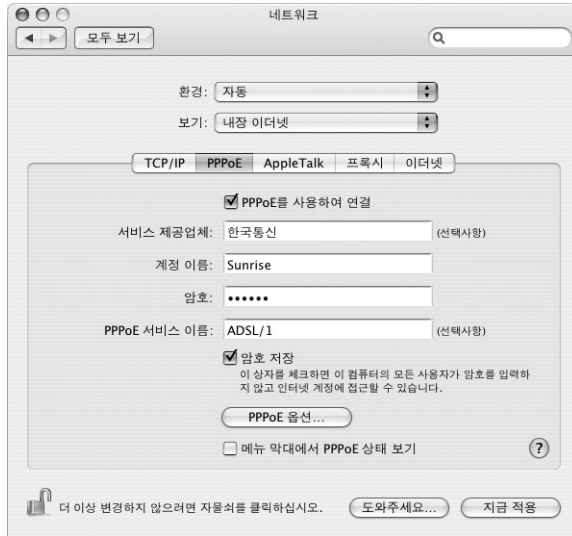 네트워크
모두 보기
환경: 자동
보기: 내장 이더넷
TCP/IP PPPoE AppleTalk 프록시 이더넷
PPPoE를 사용하여 연결
서비스 제공업체: 한국통신 (선택사항)
계정 이름: Sunrise
암호: ••••••
PPPoE 서비스 이름: ADSL/1 (선택사항)
암호 저장
이 상자를 체크하면 이 컴퓨터의 모든 사용자가 암호를 입력하
지 않고 인터넷 계정에 접근할 수 있습니다.
PPPoE 옵션...
메뉴 막대에서 PPPoE 상태 보기 ?
더 이상 변경하지 않으려면 자물쇠를 클릭하십시오. 도와주세요... 지금 적용